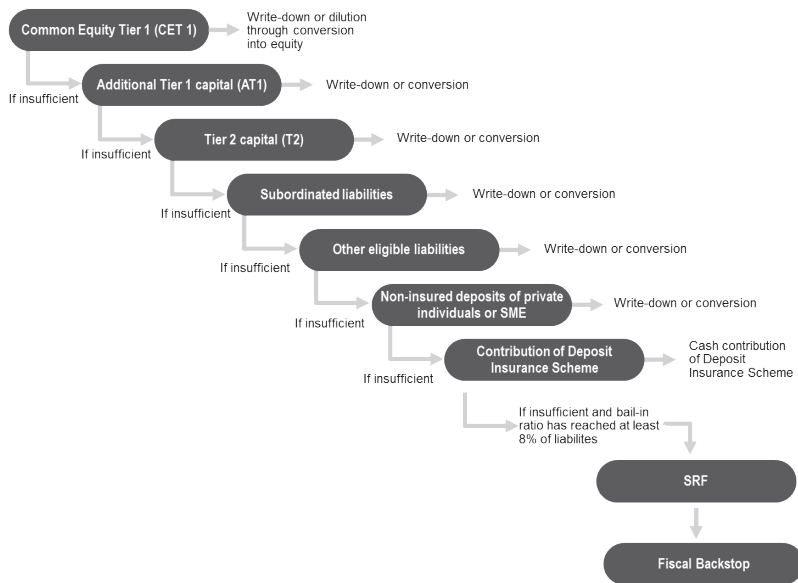 Common Equity Tier 1 (CET 1)
Write-down or dilution
through conversion
into equity
If insufficient
Additional Tier 1 capital (AT1)
Write-down or conversion
If insufficient
Tier 2 capital (T2)
Write-down or conversion
If insufficient
Subordinated liabilities
Write-down or conversion
If insufficient
Other eligible liabilities
Write-down or conversion
If insufficient
Non-insured deposits of private
individuals or SME
Write-down or conversion
If insufficient
Contribution of Deposit
Insurance Scheme
Cash contribution
of Deposit
Insurance Scheme
If insufficient and bail-in
ratio has reached at least
8% of liabilites
SRF
Fiscal Backstop